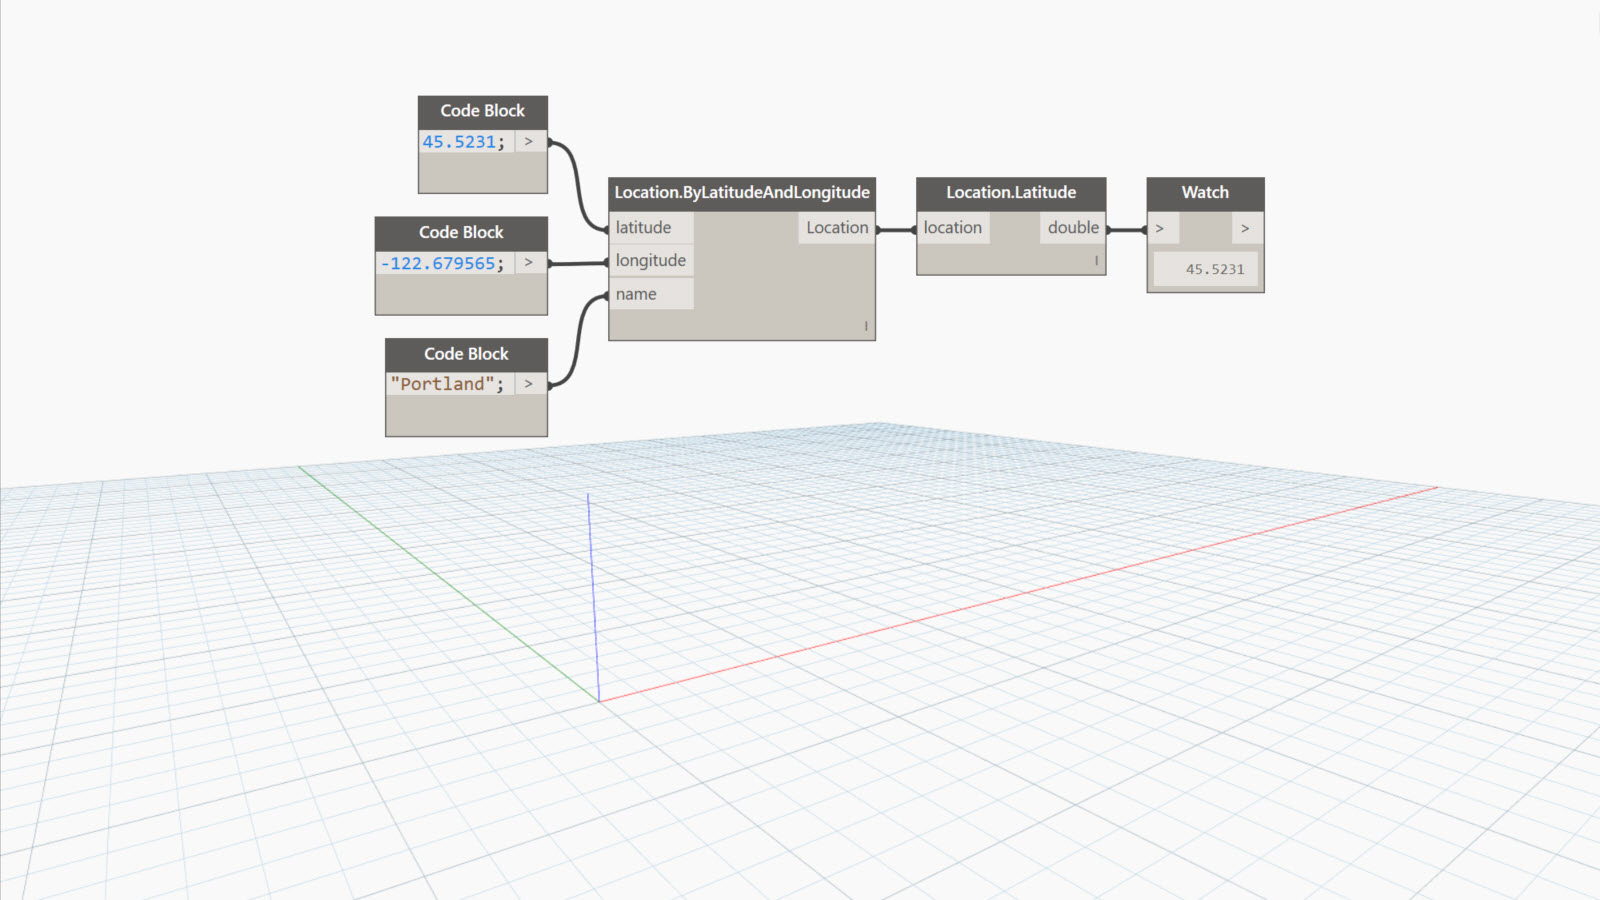 Code Block
45.5231; >
Code Block
-122.679565; >
Code Block
"Portland"; >
Location.ByLatitudeAndLongitude
latitude Location
longitude
name
l
Location.Latitude
location double
l
Watch
> >
45.5231